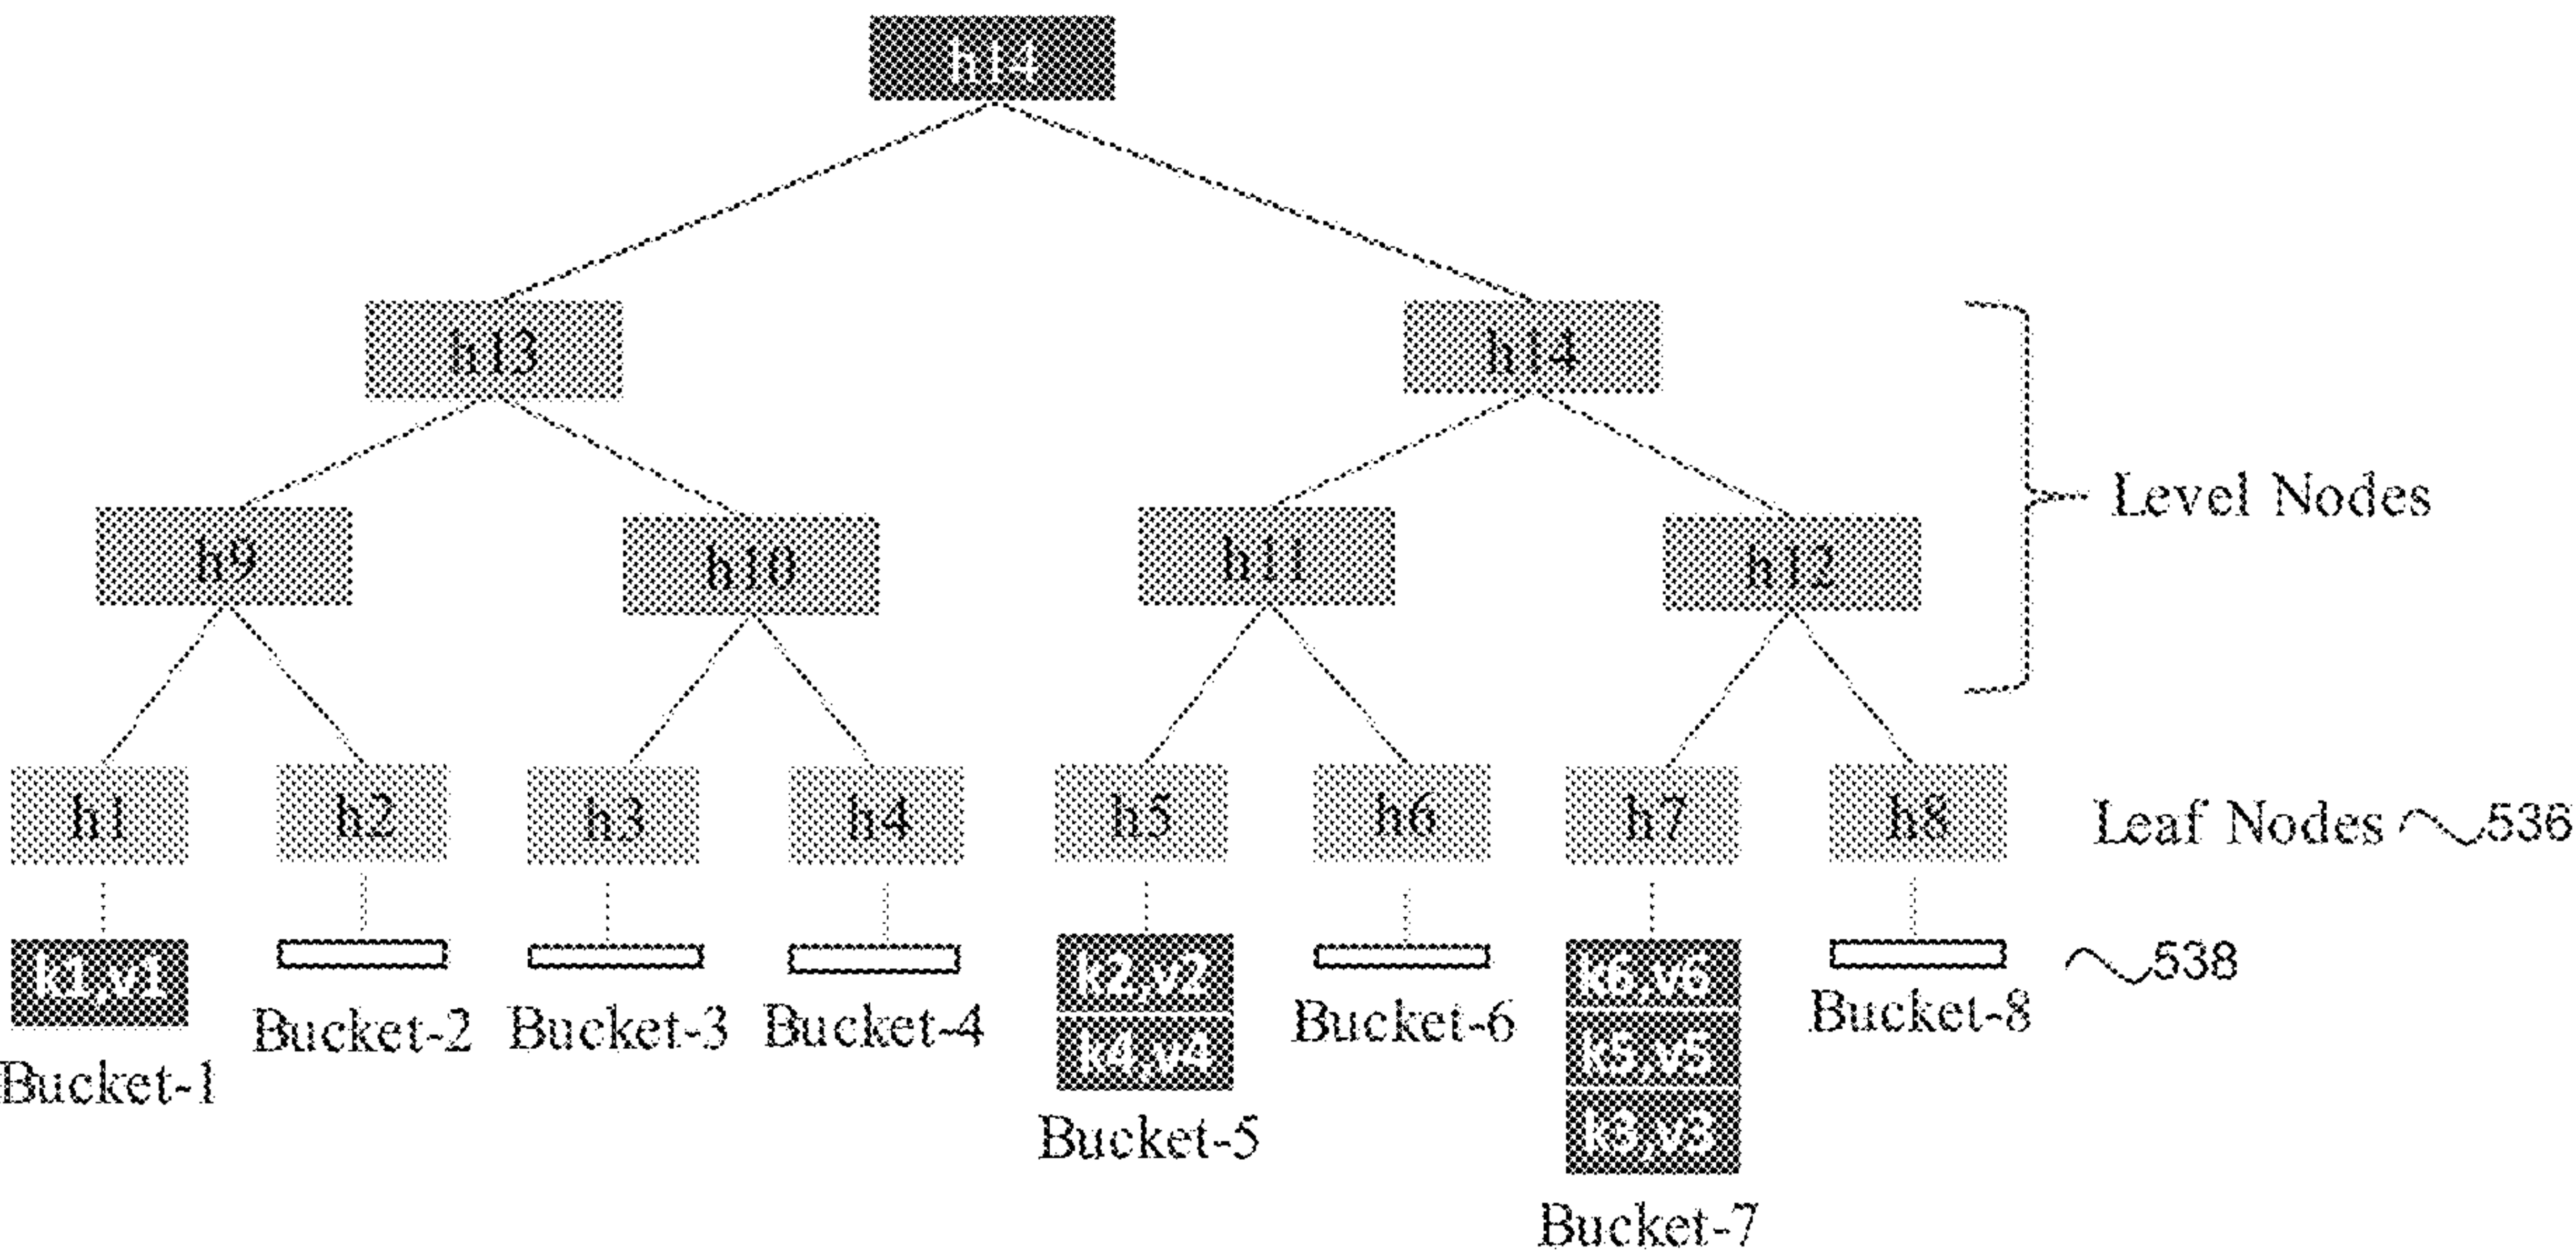 h14
h13
h14
Level Nodes
h9
h10
h11
h12
h1
h2
h3
h4
h5
h6
h7
h8
Leaf Nodes
536
k1,v1
k2,v2
k4,v4
k6,v6
k5,v5
k3,v3
538
Bucket-1
Bucket-2
Bucket-3
Bucket-4
Bucket-5
Bucket-6
Bucket-7
Bucket-8